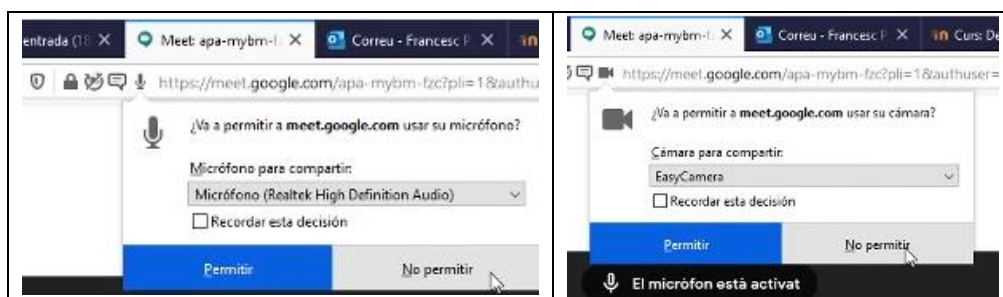 entrada (18
Meet: apa-mybm-f
Correu - Francesc P
https://meet.google.com/apa-mybm-fzc?pli=1&authu
¿Va a permitir a meet.google.com usar su micrófono?
Micrófono para compartir:
Micrófono (Realtek High Definition Audio)
Recordar esta decisión
Permitir
No permitir
Meet: apa-mybm-f
Correu - Francesc P
Curs: De
https://meet.google.com/apa-mybm-fzc?pli=1&authuser=
¿Va a permitir a meet.google.com usar su cámara?
Cámara para compartir:
EasyCamera
Recordar esta decisión
Permitir
No permitir
El micròfon està activat